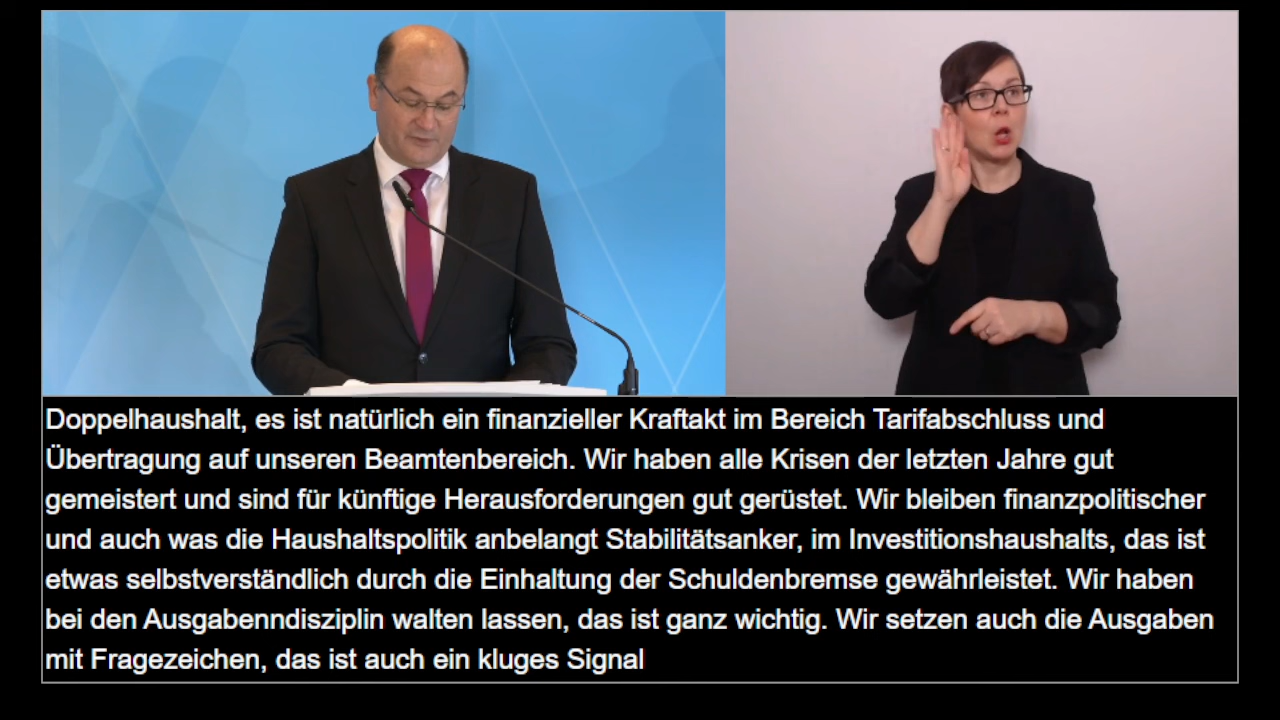 Doppelhaushalt, es ist natürlich ein finanzieller Kraftakt im Bereich Tarifabschluss und
Übertragung auf unseren Beamtenbereich. Wir haben alle Krisen der letzten Jahre gut
gemeistert und sind für künftige Herausforderungen gut gerüstet. Wir bleiben finanzpolitischer
und auch was die Haushaltspolitik anbelangt Stabilitätsanker, im Investitionshaushalts, das ist
etwas selbstverständlich durch die Einhaltung der Schuldenbremse gewährleistet. Wir haben
bei den Ausgabenndisziplin walten lassen, das ist ganz wichtig. Wir setzen auch die Ausgaben
mit Fragezeichen, das ist auch ein kluges Signal